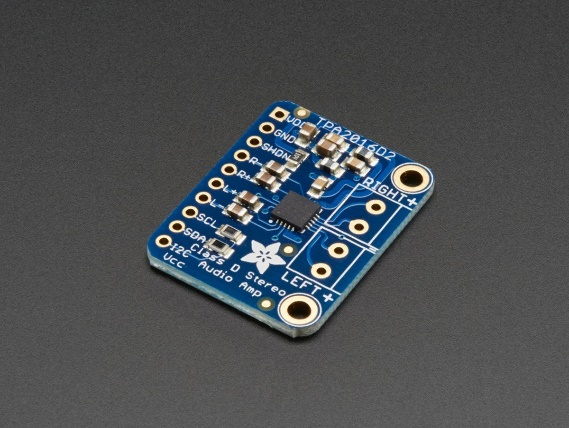 VDD
GND
SHDN
R-
R+
L+
L-
SCL
SDA
I2C
Vcc
TPA2016D2
RIGHT+
-
-
LEFT+
Class D Stereo
Audio Amp